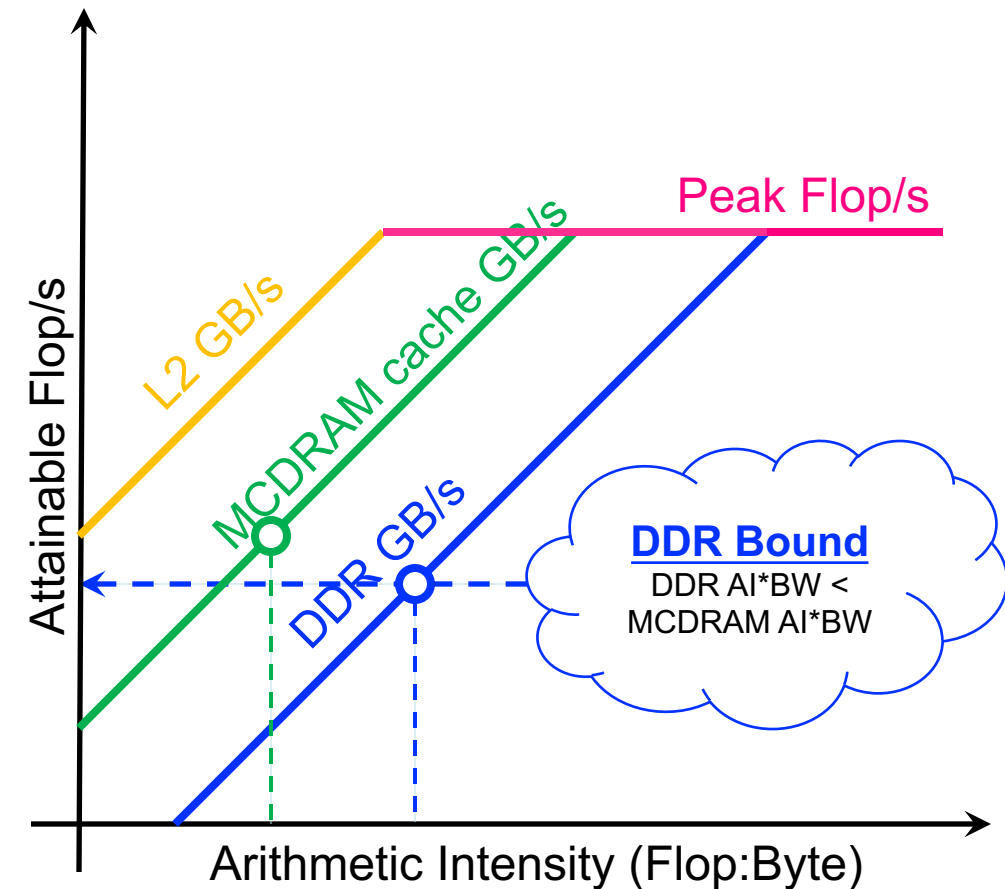 Peak Flop/s
L2 GB/s
MCDRAM cache GB/s
DDR GB/s
Attainable Flop/s
DDR Bound
DDR AI*BW <
MCDRAM AI*BW
Arithmetic Intensity (Flop:Byte)